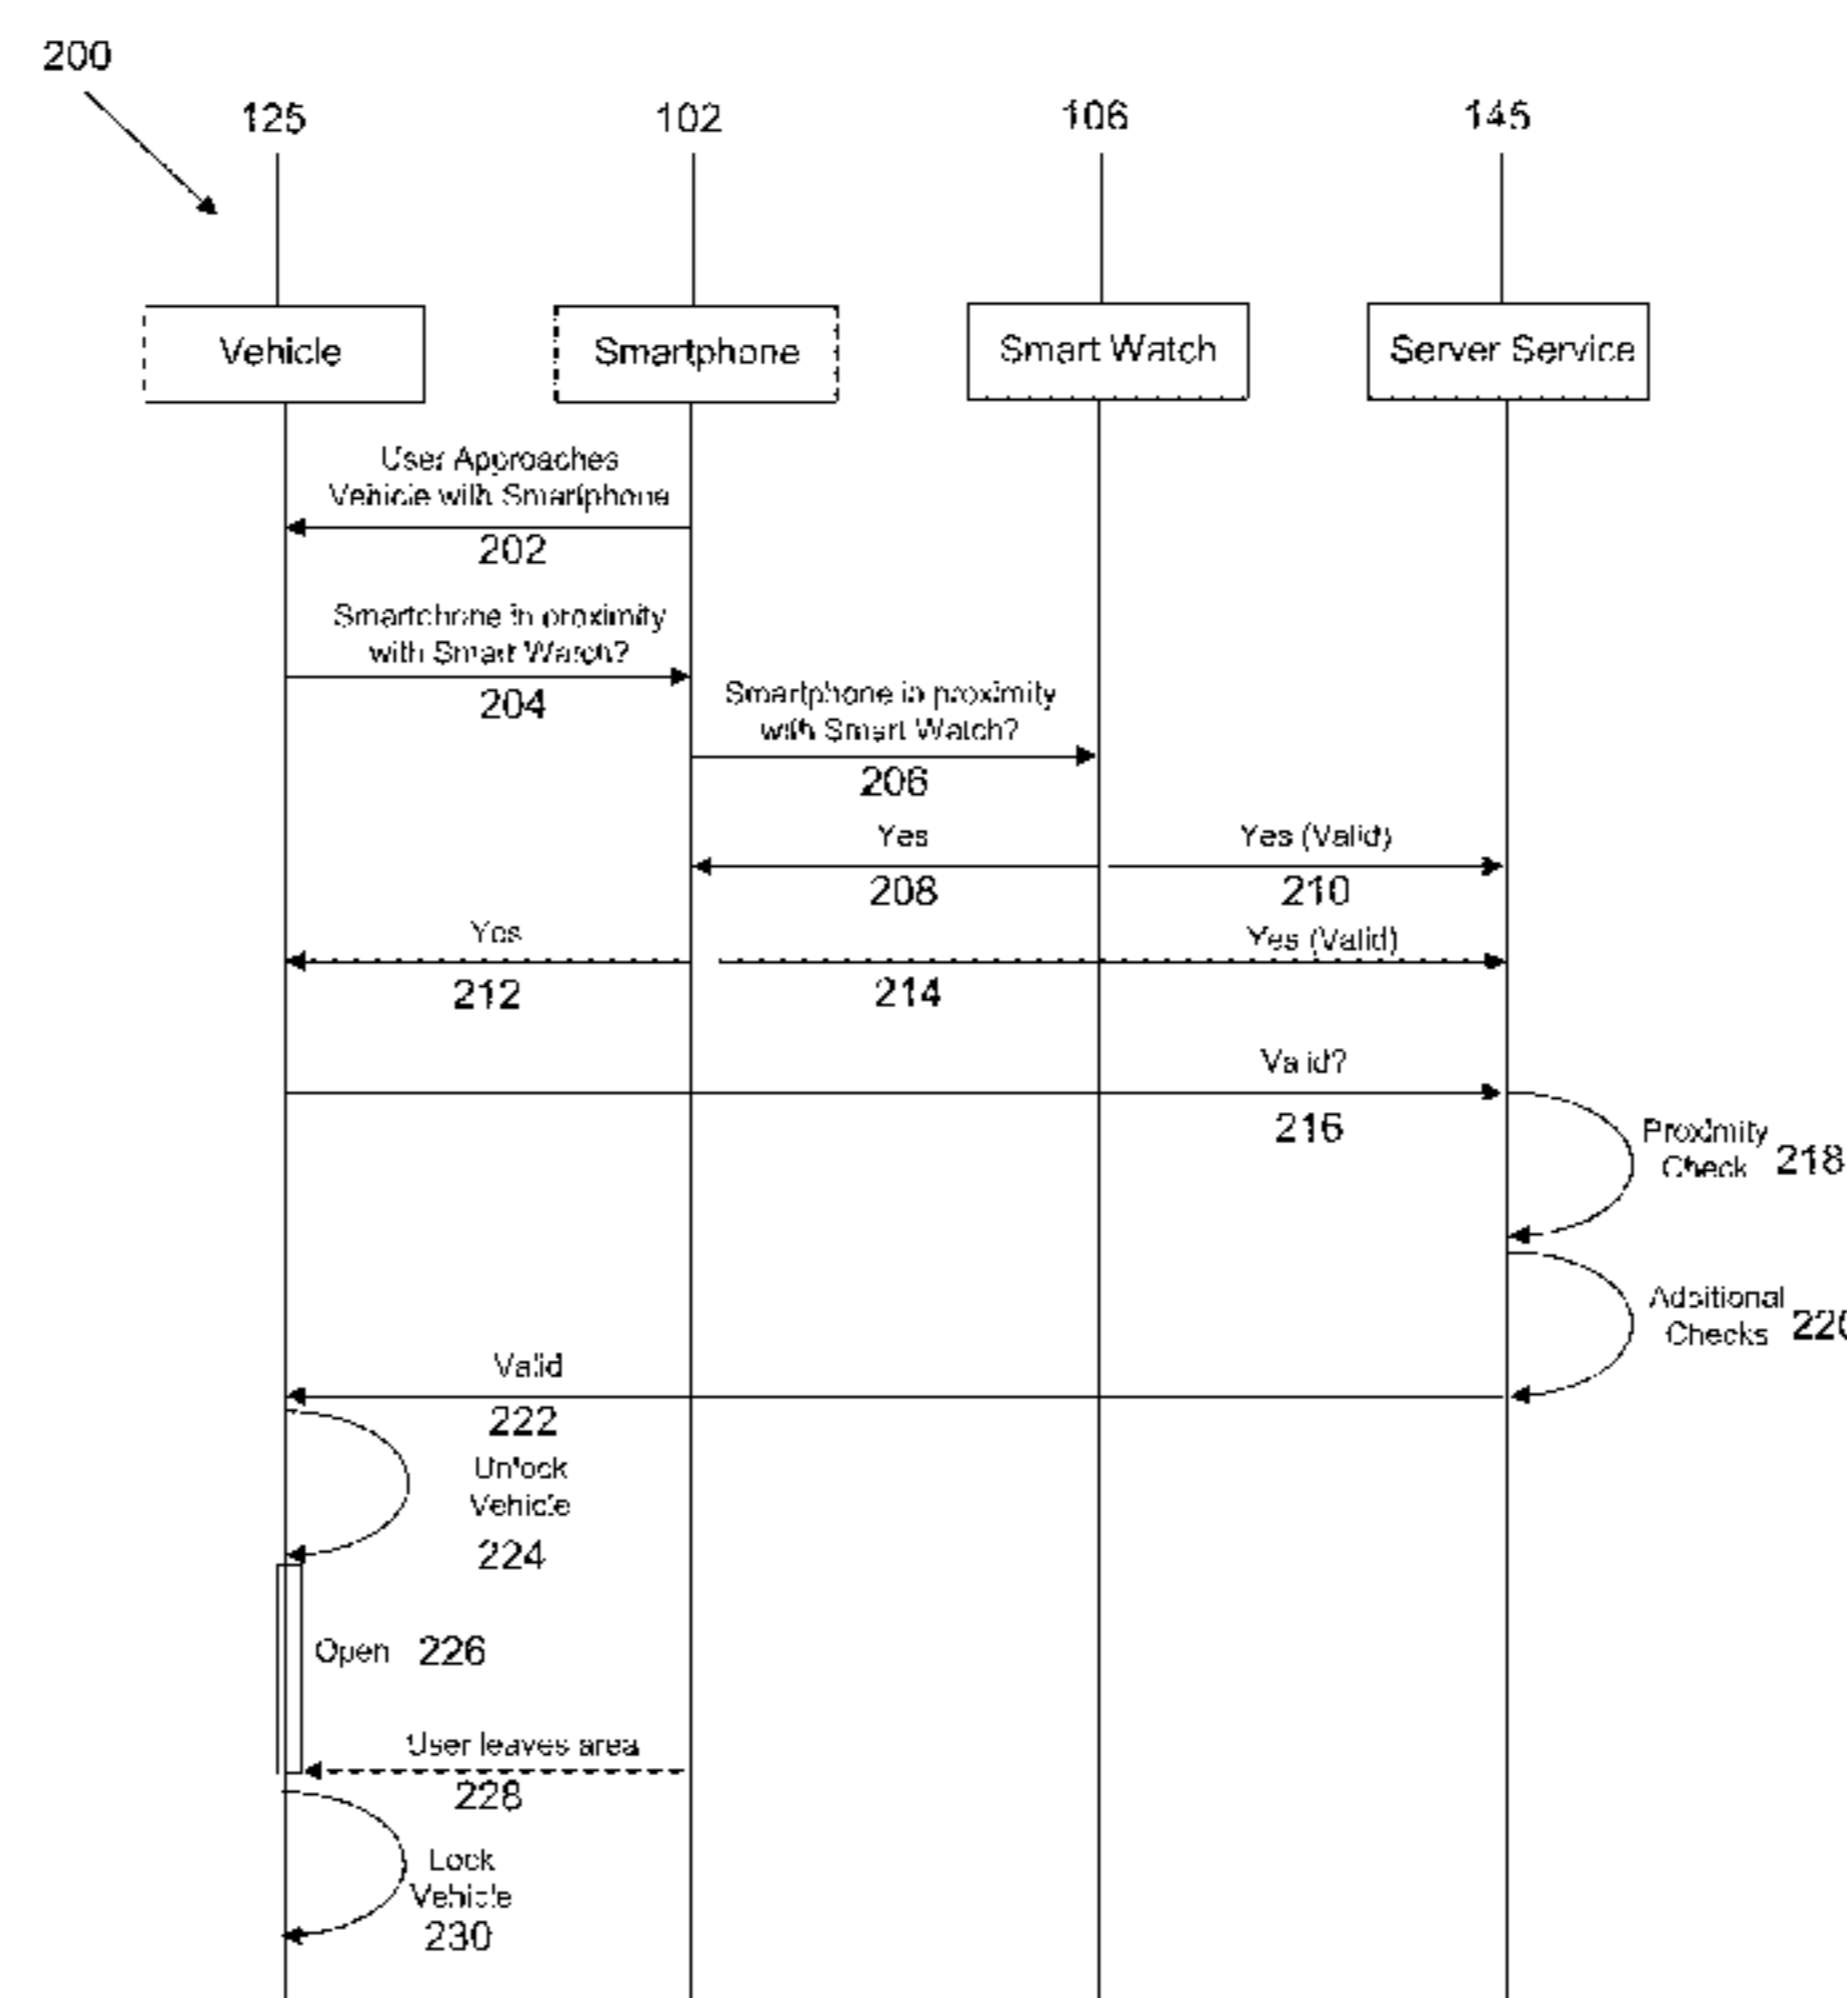 200
125
102
106
145
Vehicle
Smartphone
Smart Watch
Server Service
User Approaches
Vehicle with Smartphone
202
Smartphone in proximity
with Smart Watch?
204
Smartphone in proximity
with Smart Watch?
206
Yes
208
Yes (Valid)
210
Yes
212
214
Yes (Valid)
Valid?
216
Proximity
Check 218
Additional
Checks 220
Valid
222
Unlock
Vehicle
224
Open 226
User leaves area
228
Lock
Vehicle
230